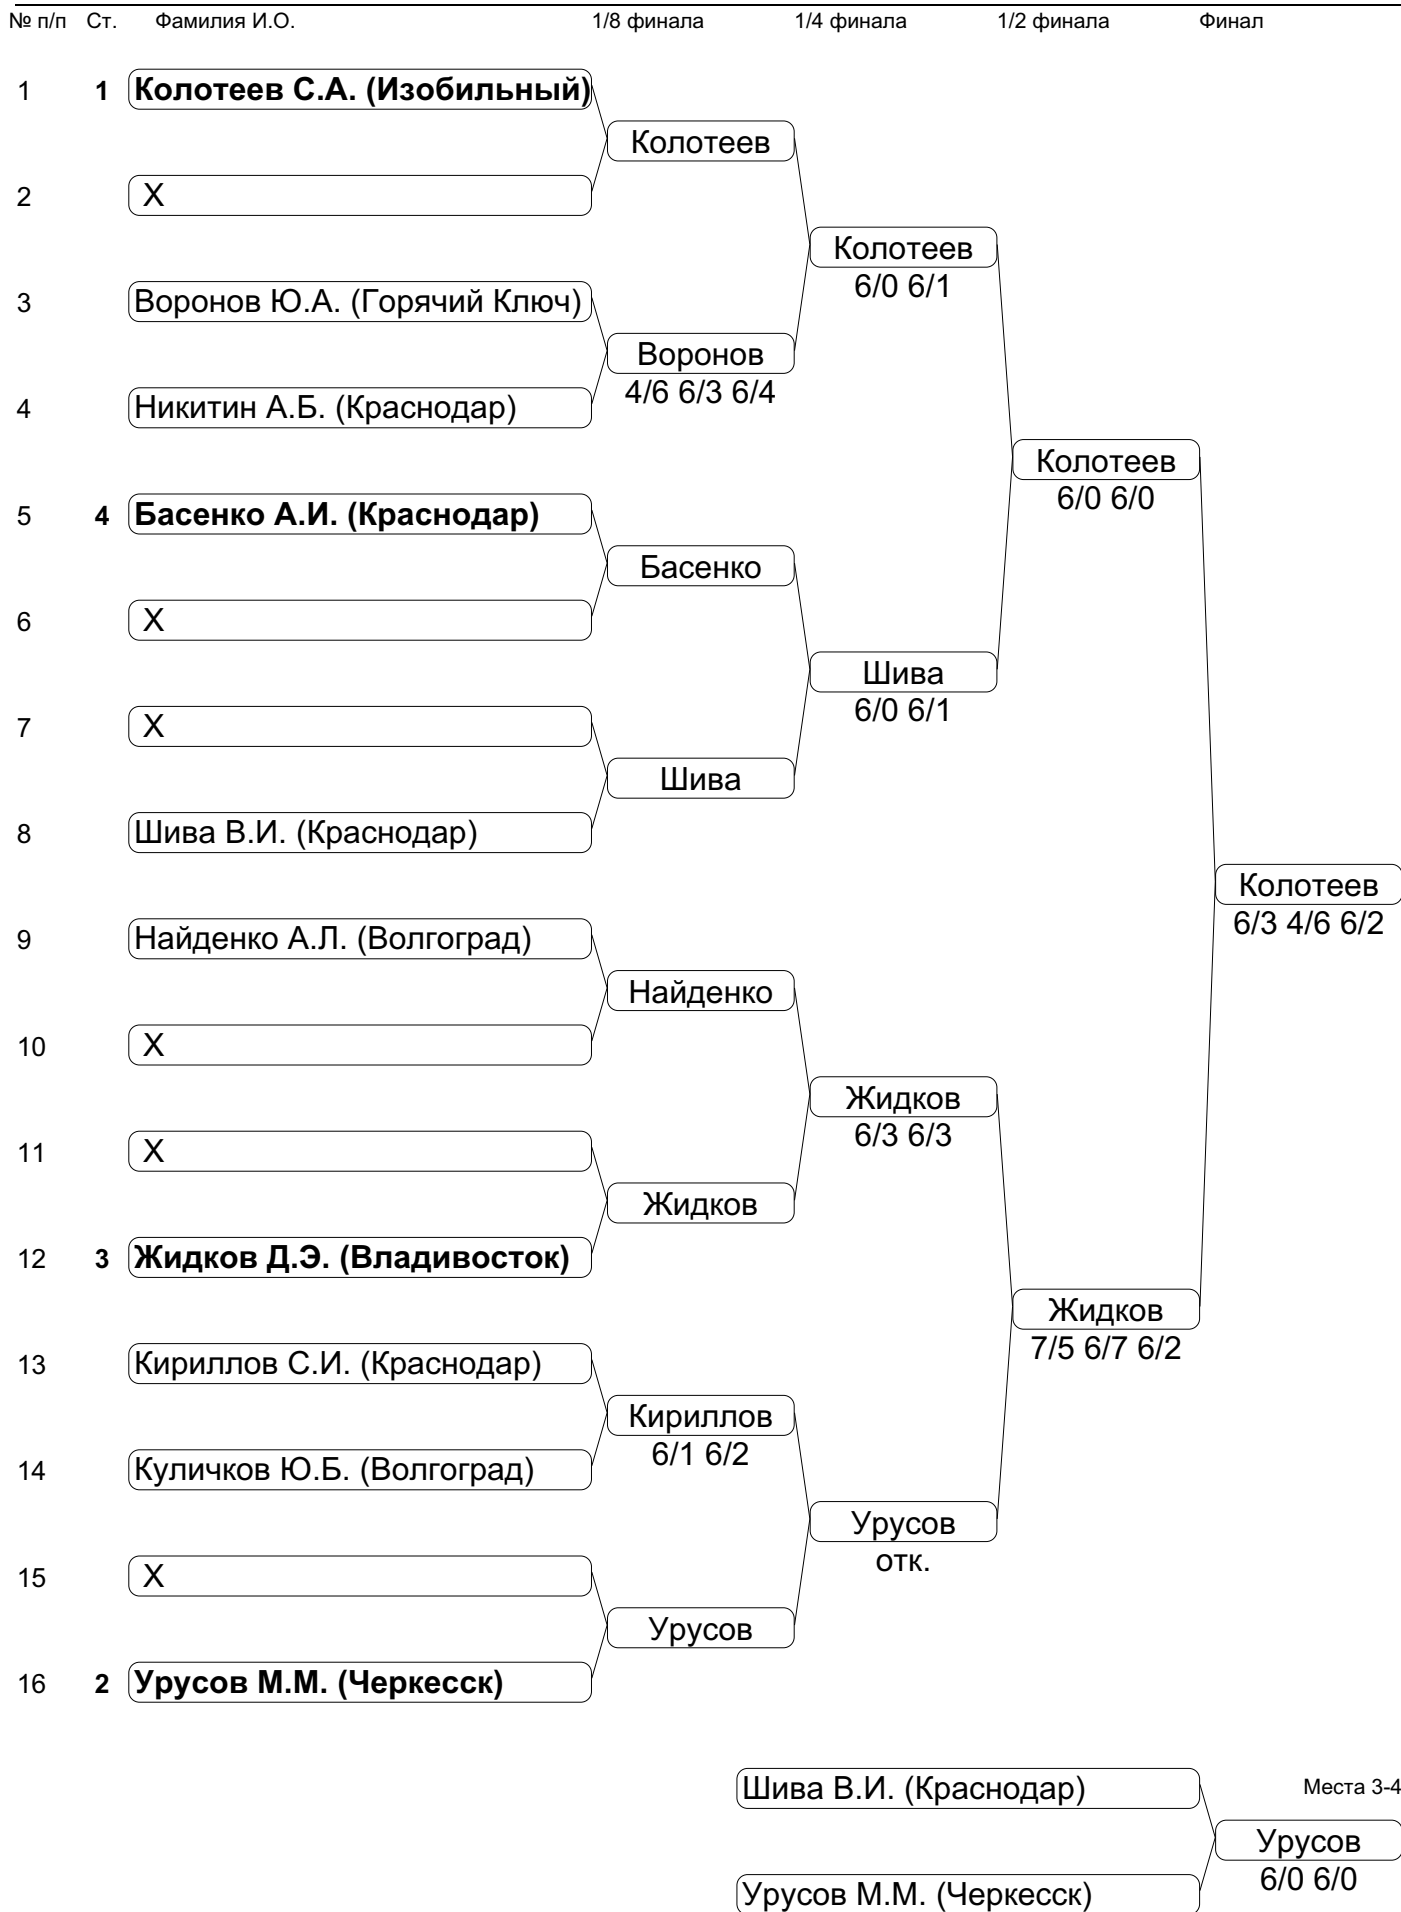 № п/п Ст. Фамилия И.О. 1/8 финала 1/4 финала 1/2 финала Финал
1 1 Колотеев С.А. (Изобильный)
Колотеев
2 X
Колотеев
6/0 6/1
3 Воронов Ю.А. (Горячий Ключ)
Воронов
4/6 6/3 6/4
4 Никитин А.Б. (Краснодар)
Колотеев
6/0 6/0
5 4 Басенко А.И. (Краснодар)
Басенко
6 X
Шива
6/0 6/1
7 X
Шива
8 Шива В.И. (Краснодар)
Колотеев
6/3 4/6 6/2
9 Найденко А.Л. (Волгоград)
Найденко
10 X
Жидков
6/3 6/3
11 X
Жидков
12 3 Жидков Д.Э. (Владивосток)
Жидков
7/5 6/7 6/2
13 Кириллов С.И. (Краснодар)
Кириллов
6/1 6/2
14 Куличков Ю.Б. (Волгоград)
Урусов
отк.
15 X
Урусов
16 2 Урусов М.М. (Черкесск)
Шива В.И. (Краснодар) Места 3-4
Урусов
6/0 6/0
Урусов М.М. (Черкесск)